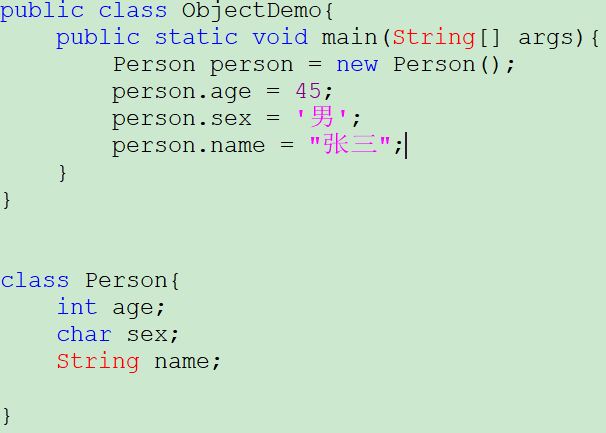 public class ObjectDemo{
    public static void main(String[] args){
        Person person = new Person();
        person.age = 45;
        person.sex = '男';
        person.name = "张三";
    }
}
class Person{
    int age;
    char sex;
    String name;
}